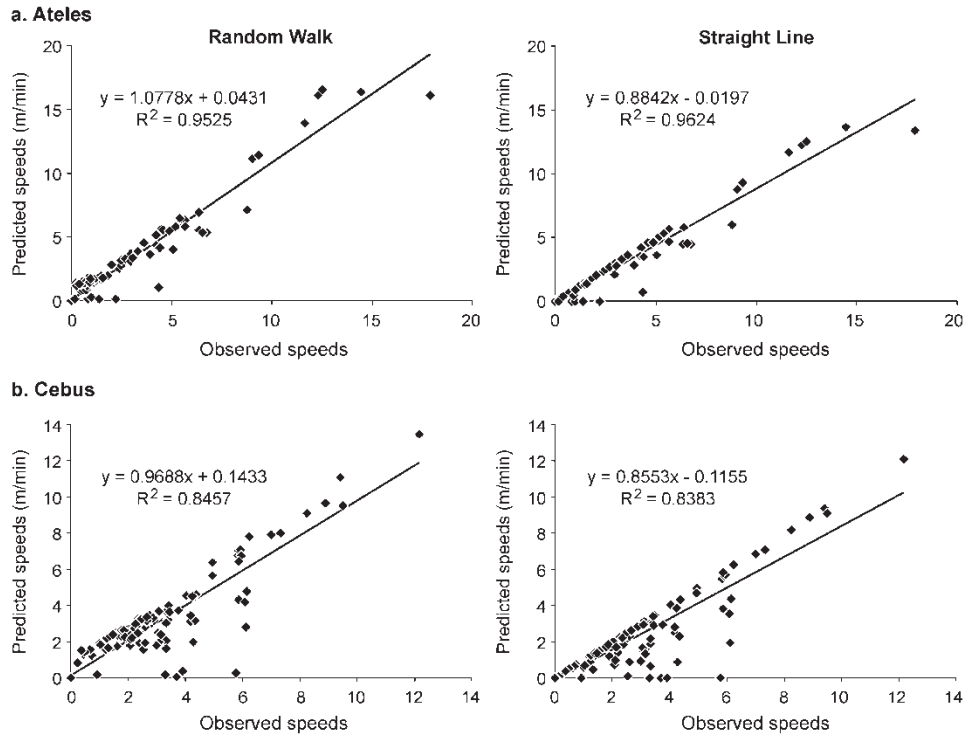 a. Ateles
Random Walk
Straight Line
20
15
10
5
0
Predicted speeds (m/min)
y = 1.0778x + 0.0431
R² = 0.9525
0 5 10 15 20
Observed speeds
20
15
10
5
0
Predicted speeds (m/min)
y = 0.8842x - 0.0197
R² = 0.9624
0 5 10 15 20
Observed speeds
b. Cebus
14
12
10
8
6
4
2
0
Predicted speeds (m/min)
y = 0.9688x + 0.1433
R² = 0.8457
0 2 4 6 8 10 12 14
Observed speeds
14
12
10
8
6
4
2
0
Predicted speeds (m/min)
y = 0.8553x - 0.1155
R² = 0.8383
0 2 4 6 8 10 12 14
Observed speeds